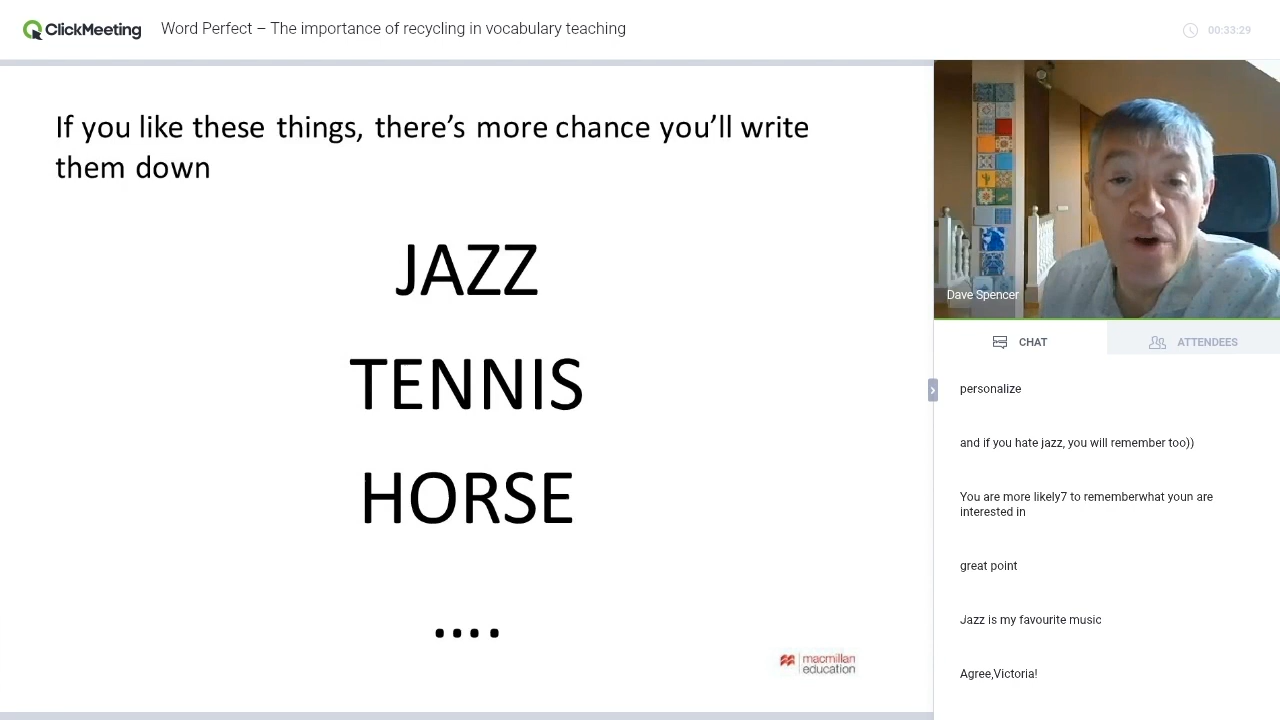 ClickMeeting
Word Perfect – The importance of recycling in vocabulary teaching
00:33:29
If you like these things, there's more chance you'll write
them down
JAZZ
TENNIS
HORSE
....
macmillan
education
Dave Spencer
CHAT
ATTENDEES
personalize
and if you hate jazz, you will remember too))
You are more likely7 to rememberwhat youn are
interested in
great point
Jazz is my favourite music
Agree,Victoria!